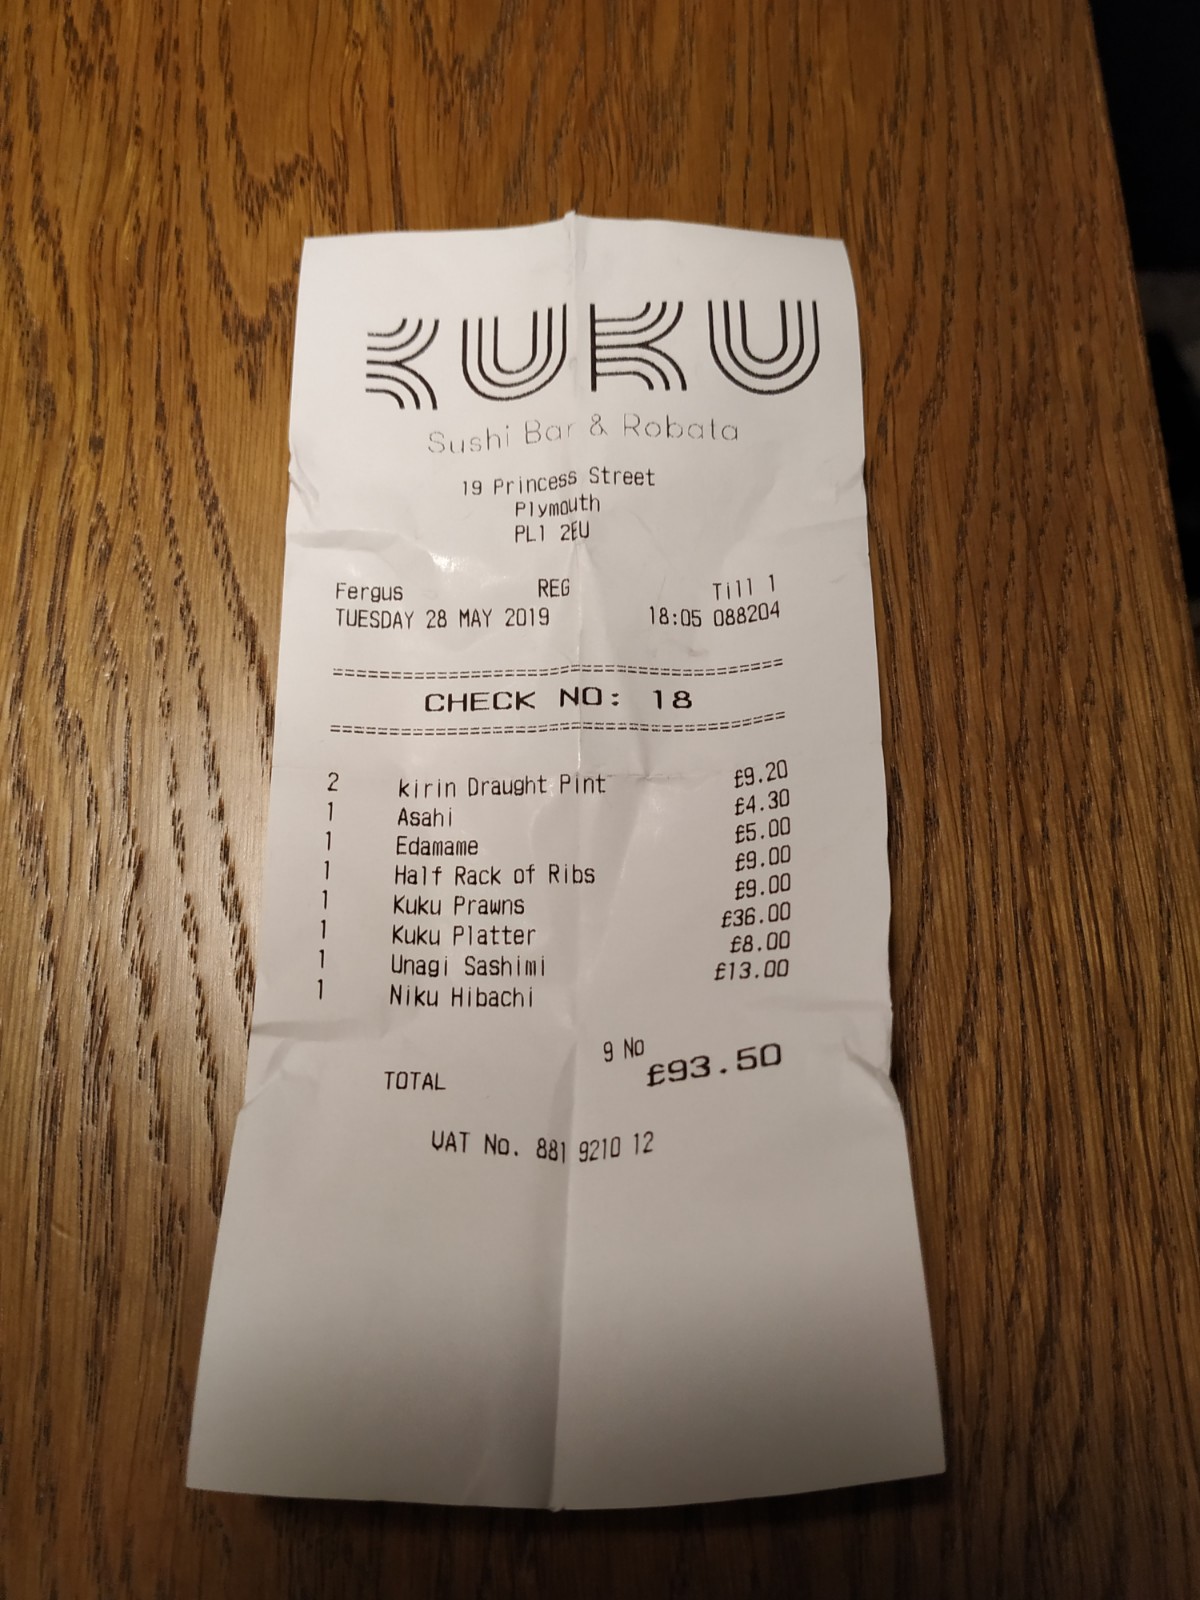 KUKU
Sushi Bar & Robata
19 Princess Street
Plymouth
PL1 2EU
Fergus REG Till 1
TUESDAY 28 MAY 2019 18:05 088204
================================
CHECK NO: 18
================================
2 kirin Draught Pint £9.20
1 Asahi £4.30
1 Edamame £5.00
1 Half Rack of Ribs £9.00
1 Kuku Prawns £9.00
1 Kuku Platter £36.00
1 Unagi Sashimi £8.00
1 Niku Hibachi £13.00
9 No
TOTAL £93.50
VAT No. 881 9210 12